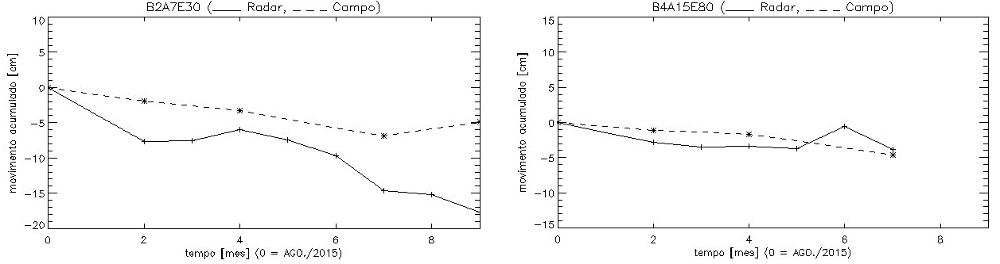 B2A7E30 (____ Radar, _ _ _ Campo)
10
5
0
−5
−10
−15
−20
movimento acumulado [cm]
0 2 4 6 8
tempo [mes] (0 = AGO./2015)
B4A15E80 (____ Radar, _ _ _ Campo)
15
10
5
0
−5
−10
−15
movimento acumulado [cm]
0 2 4 6 8
tempo [mes] (0 = AGO./2015)